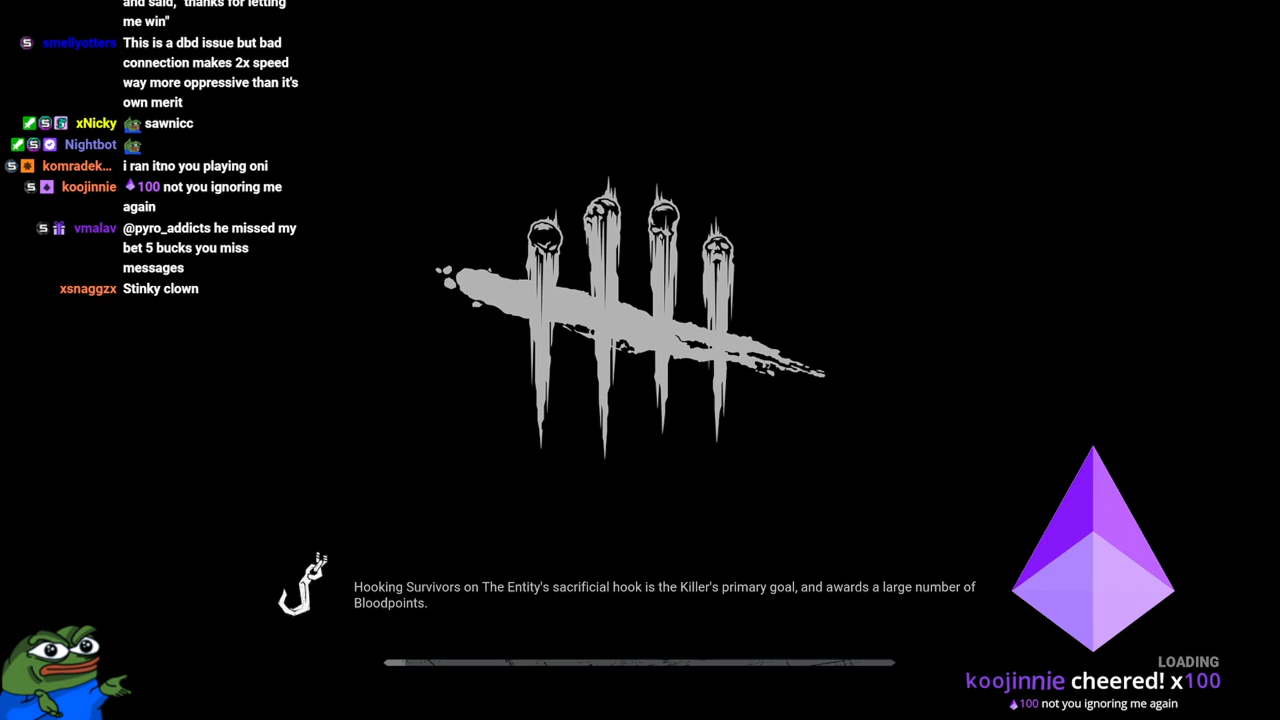 and said, "thanks for letting
me win"
smellyotters This is a dbd issue but bad
connection makes 2x speed
way more oppressive than it's
own merit
xNicky sawnicc
Nightbot
komradek... i ran itno you playing oni
koojinnie 100 not you ignoring me
again
vmalav @pyro_addicts he missed my
bet 5 bucks you miss
messages
xsnaggzx Stinky clown
Hooking Survivors on The Entity's sacrificial hook is the Killer's primary goal, and awards a large number of
Bloodpoints.
LOADING
koojinnie cheered! x100
100 not you ignoring me again